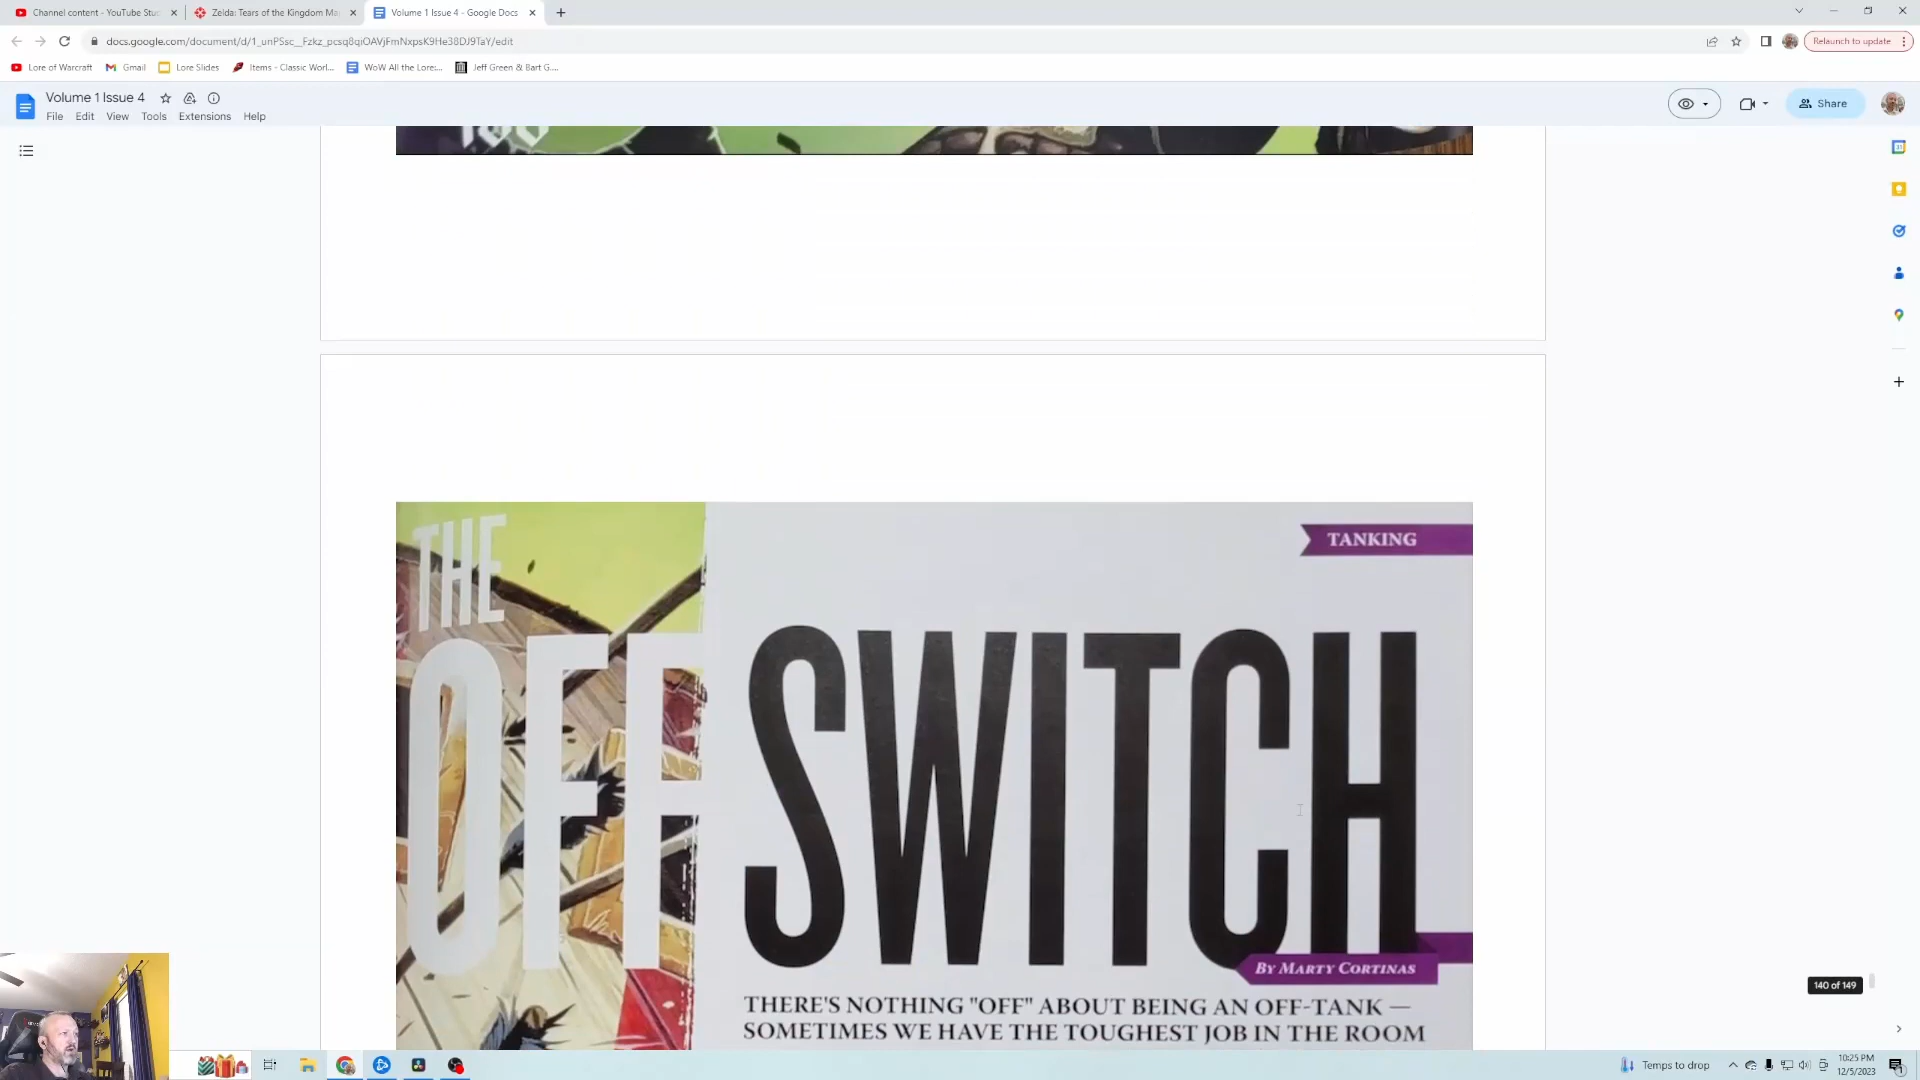 Channel content - YouTube Stu
Zelda: Tears of the Kingdom Ma
Volume 1 Issue 4 - Google Docs
docs.google.com/document/d/1_unPSsc__Fzkz_pcsq8qiOAVjFmNxpsK9He38DJ9TaY/edit
Relaunch to update
Lore of Warcraft
Gmail
Lore Slides
Items - Classic Worl...
WoW All the Lore:...
Jeff Green & Bart G....
Volume 1 Issue 4
File Edit View Tools Extensions Help
Share
31
TANKING
THE
OFF SWITCH
BY MARTY CORTINAS
THERE'S NOTHING "OFF" ABOUT BEING AN OFF-TANK —
SOMETIMES WE HAVE THE TOUGHEST JOB IN THE ROOM
140 of 149
Temps to drop
10:25 PM
12/5/2023